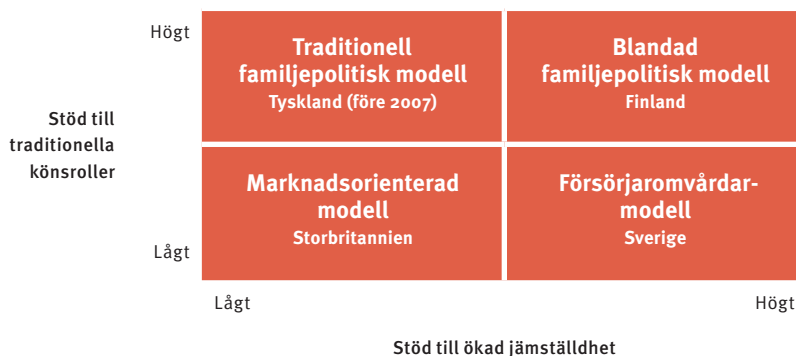 Högt
Traditionell
familjepolitisk modell
Tyskland (före 2007)
Blandad
familjepolitisk modell
Finland
Stöd till
traditionella
könsroller
Marknadsorienterad
modell
Storbritannien
Försörjaromvårdar-
modell
Sverige
Lågt
Lågt
Högt
Stöd till ökad jämställdhet